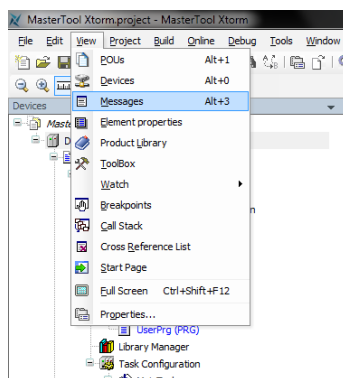 MasterTool Xtorm.project - MasterTool Xtorm
File Edit View Project Build Online Debug Tools Window
POUs Alt+1
Devices Alt+0
Messages Alt+3
Element properties
Product Library
ToolBox
Watch
Breakpoints
Call Stack
Cross Reference List
Start Page
Full Screen Ctrl+Shift+F12
Properties...
Devices
UserPrg (PRG)
Library Manager
Task Configuration